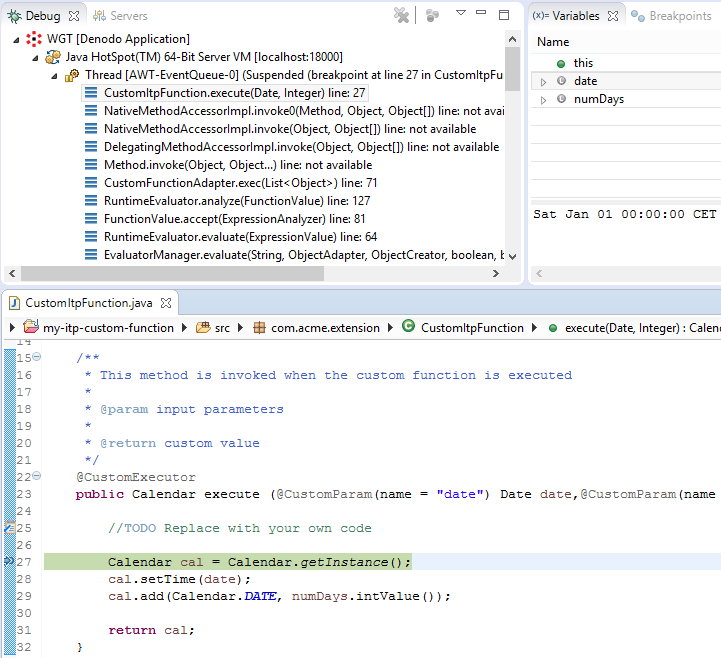 Debug Servers
WGT [Denodo Application]
Java HotSpot(TM) 64-Bit Server VM [localhost:18000]
Thread [AWT-EventQueue-0] (Suspended (breakpoint at line 27 in CustomItpFu
CustomItpFunction.execute(Date, Integer) line: 27
NativeMethodAccessorImpl.invoke0(Method, Object, Object[]) line: not avai
NativeMethodAccessorImpl.invoke(Object, Object[]) line: not available
DelegatingMethodAccessorImpl.invoke(Object, Object[]) line: not available
Method.invoke(Object, Object...) line: not available
CustomFunctionAdapter.exec(List<Object>) line: 71
RuntimeEvaluator.analyze(FunctionValue) line: 127
FunctionValue.accept(ExpressionAnalyzer) line: 81
RuntimeEvaluator.evaluate(ExpressionValue) line: 64
EvaluatorManager.evaluate(String, ObjectAdapter, ObjectCreator, boolean, b
(x)= Variables Breakpoints
Name
this
date
numDays
Sat Jan 01 00:00:00 CET
CustomItpFunction.java
my-itp-custom-function src com.acme.extension CustomItpFunction execute(Date, Integer) : Calen
14
15 /**
16 * This method is invoked when the custom function is executed
17 *
18 * @param input parameters
19 *
20 * @return custom value
21 */
22 @CustomExecutor
23 public Calendar execute (@CustomParam(name = "date") Date date,@CustomParam(name
24
25 //TODO Replace with your own code
26
27 Calendar cal = Calendar.getInstance();
28 cal.setTime(date);
29 cal.add(Calendar.DATE, numDays.intValue());
30
31 return cal;
32 }